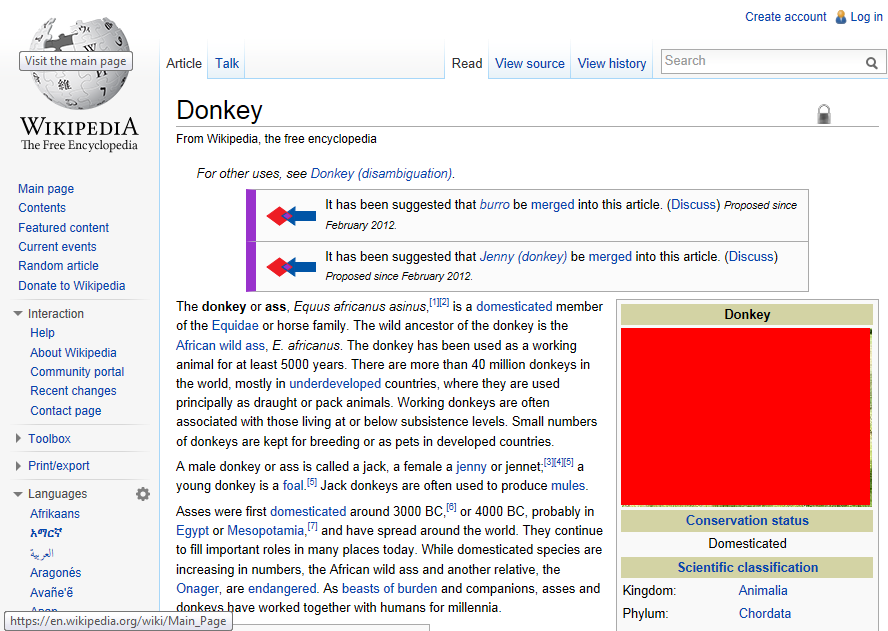 Create account Log in
Visit the main page
WIKIPEDIA
The Free Encyclopedia
Article Talk Read View source View history Search
Donkey
From Wikipedia, the free encyclopedia
For other uses, see Donkey (disambiguation).
It has been suggested that burro be merged into this article. (Discuss) Proposed since
February 2012.
It has been suggested that Jenny (donkey) be merged into this article. (Discuss)
Proposed since February 2012.
Main page
Contents
Featured content
Current events
Random article
Donate to Wikipedia
Interaction
Help
About Wikipedia
Community portal
Recent changes
Contact page
Toolbox
Print/export
Languages
Afrikaans
አማርኛ
العربية
Aragonés
Avañe'ẽ
https://en.wikipedia.org/wiki/Main_Page
The donkey or ass, Equus africanus asinus,[1][2] is a domesticated member
of the Equidae or horse family. The wild ancestor of the donkey is the
African wild ass, E. africanus. The donkey has been used as a working
animal for at least 5000 years. There are more than 40 million donkeys in
the world, mostly in underdeveloped countries, where they are used
principally as draught or pack animals. Working donkeys are often
associated with those living at or below subsistence levels. Small numbers
of donkeys are kept for breeding or as pets in developed countries.
A male donkey or ass is called a jack, a female a jenny or jennet;[3][4][5] a
young donkey is a foal.[5] Jack donkeys are often used to produce mules.
Asses were first domesticated around 3000 BC,[6] or 4000 BC, probably in
Egypt or Mesopotamia,[7] and have spread around the world. They continue
to fill important roles in many places today. While domesticated species are
increasing in numbers, the African wild ass and another relative, the
Onager, are endangered. As beasts of burden and companions, asses and
donkeys have worked together with humans for millennia.
Donkey
Conservation status
Domesticated
Scientific classification
Kingdom: Animalia
Phylum: Chordata